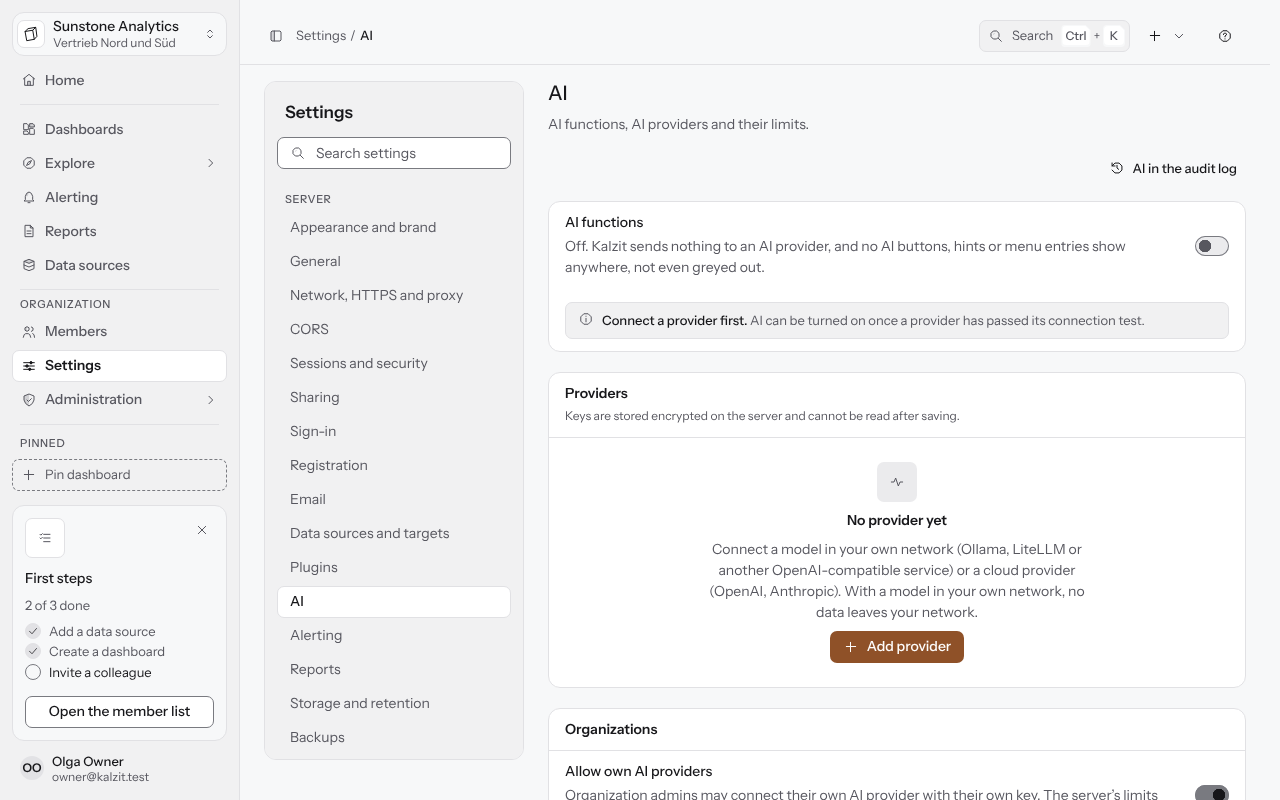 Sunstone Analytics
Vertrieb Nord und Süd
Home
Dashboards
Explore
Alerting
Reports
Data sources
ORGANIZATION
Members
Settings
Administration
PINNED
Pin dashboard
First steps
2 of 3 done
Add a data source
Create a dashboard
Invite a colleague
Open the member list
OO
Olga Owner
owner@kalzit.test
Settings / AI
Search Ctrl + K
Settings
Search settings
SERVER
Appearance and brand
General
Network, HTTPS and proxy
CORS
Sessions and security
Sharing
Sign-in
Registration
Email
Data sources and targets
Plugins
AI
Alerting
Reports
Storage and retention
Backups
AI
AI functions, AI providers and their limits.
AI in the audit log
AI functions
Off. Kalzit sends nothing to an AI provider, and no AI buttons, hints or menu entries show
anywhere, not even greyed out.
Connect a provider first. AI can be turned on once a provider has passed its connection test.
Providers
Keys are stored encrypted on the server and cannot be read after saving.
No provider yet
Connect a model in your own network (Ollama, LiteLLM or
another OpenAI-compatible service) or a cloud provider
(OpenAI, Anthropic). With a model in your own network, no
data leaves your network.
Add provider
Organizations
Allow own AI providers
Organization admins may connect their own AI provider with their own key. The server's limits